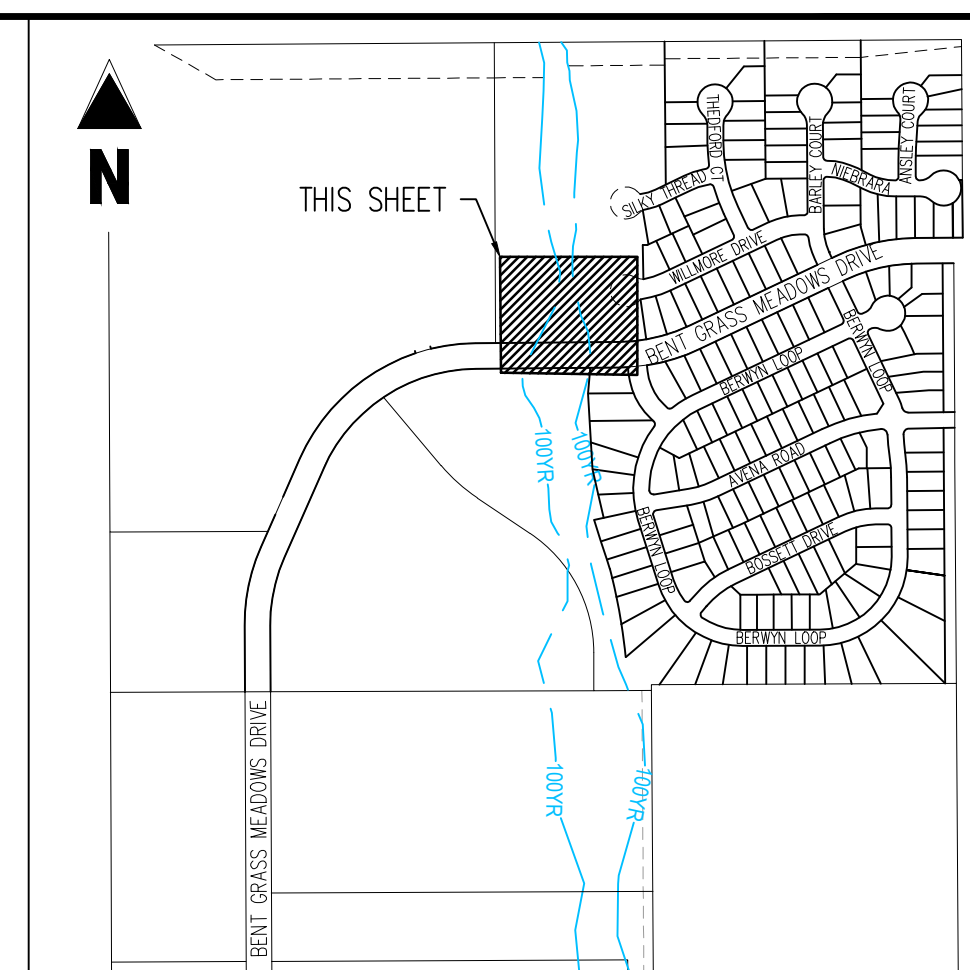 N
THIS SHEET
THEDFORD CT
BARLEY COURT
ANSLEY COURT
SILKY THREAD
NIEBRARA
WILLMORE DRIVE
BENT GRASS MEADOWS DRIVE
BERWYN LOOP
BERWYN LOOP
100YR
100YR
AVENA ROAD
BERWYN LOOP
BOSSETT DRIVE
BERWYN LOOP
BENT GRASS MEADOWS DRIVE
100YR
100YR